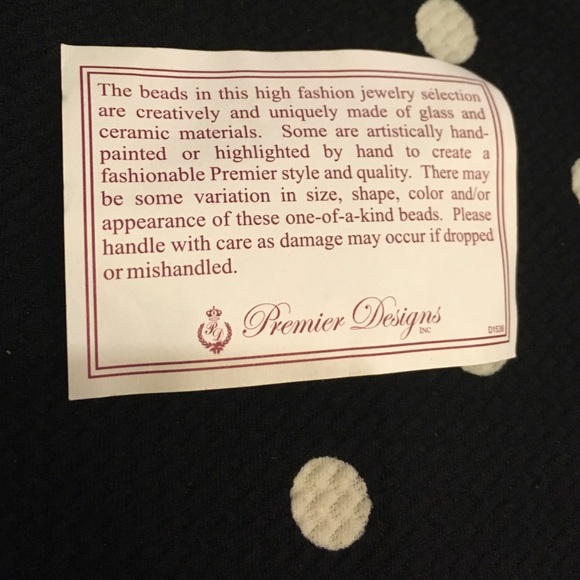 The beads in this high fashion jewelry selection
are creatively and uniquely made of glass and
ceramic materials. Some are artistically hand-
painted or highlighted by hand to create a
fashionable Premier style and quality. There may
be some variation in size, shape, color and/or
appearance of these one-of-a-kind beads. Please
handle with care as damage may occur if dropped
or mishandled.
PD Premier Designs
INC